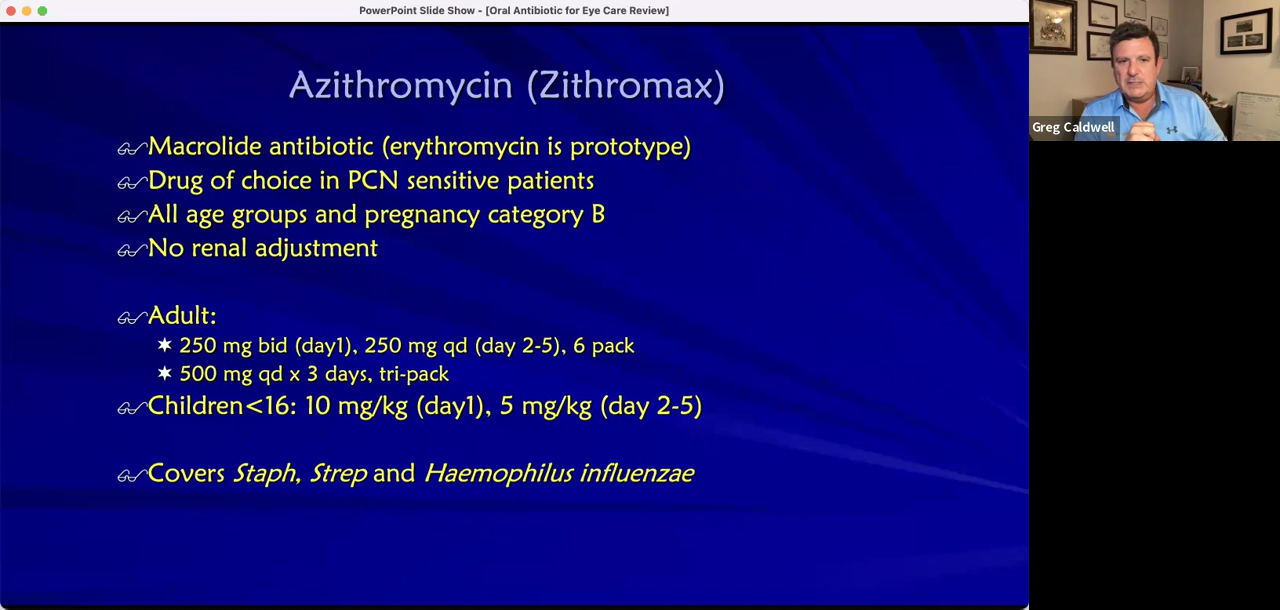 PowerPoint Slide Show - [Oral Antibiotic for Eye Care Review]
Azithromycin (Zithromax)
Macrolide antibiotic (erythromycin is prototype)
Drug of choice in PCN sensitive patients
All age groups and pregnancy category B
No renal adjustment
Adult:
250 mg bid (day1), 250 mg qd (day 2-5), 6 pack
500 mg qd x 3 days, tri-pack
Children<16: 10 mg/kg (day1), 5 mg/kg (day 2-5)
Covers Staph, Strep and Haemophilus influenzae
Greg Caldwell